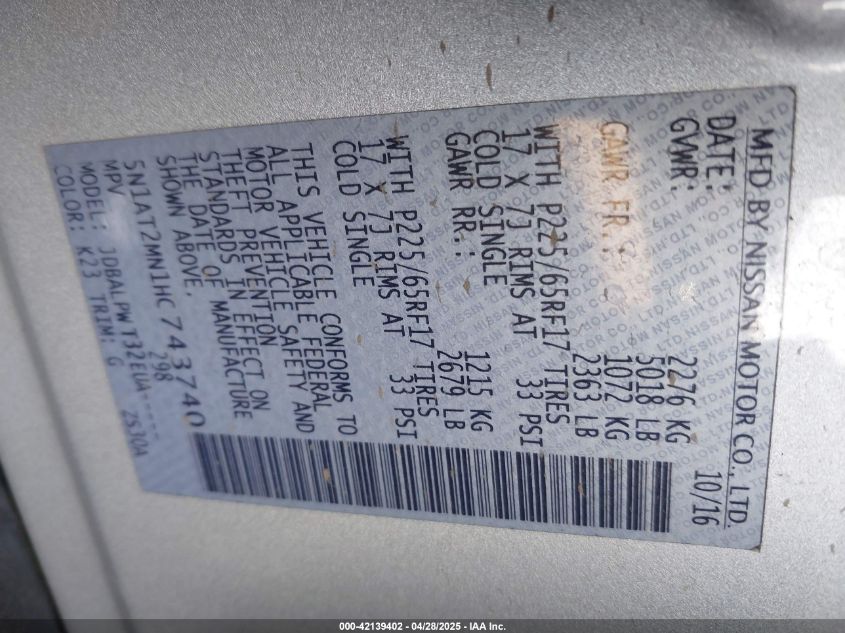 MFD BY NISSAN MOTOR CO., LTD.
DATE: 10/16
GVWR: 2276 KG
5018 LB
GAWR FR.: 1072 KG
2363 LB
WITH P225/65RF17 TIRES
17 X 7J RIMS AT 33 PSI
COLD SINGLE
GAWR RR.: 1215 KG
2679 LB
WITH P225/65RF17 TIRES
17 X 7J RIMS AT 33 PSI
COLD SINGLE
THIS VEHICLE CONFORMS TO
ALL APPLICABLE FEDERAL
MOTOR VEHICLE SAFETY AND
THEFT PREVENTION
STANDARDS IN EFFECT ON
THE DATE OF MANUFACTURE
SHOWN ABOVE.
5N1AT2MN1HC743740
MPV 298
MODEL: JDBALPW T32EUA-----
COLOR: K23 TRIM: G ZS30A
000-42139402 - 04/28/2025 - IAA Inc.